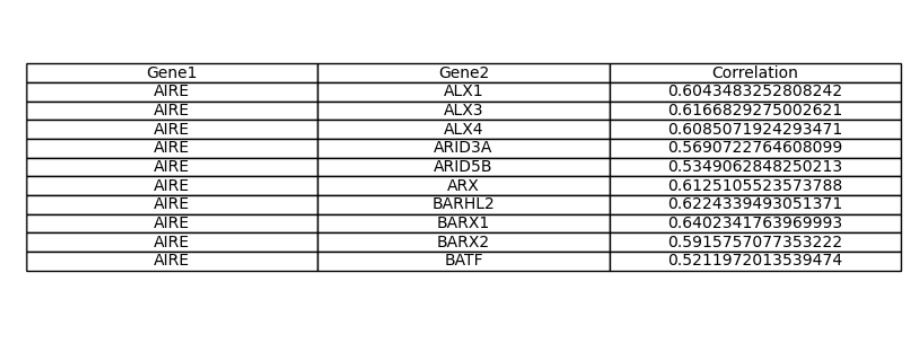 Gene1 Gene2 Correlation
AIRE ALX1 0.6043483252808242
AIRE ALX3 0.6166829275002621
AIRE ALX4 0.6085071924293471
AIRE ARID3A 0.5690722764608099
AIRE ARID5B 0.5349062848250213
AIRE ARX 0.6125105523573788
AIRE BARHL2 0.6224339493051371
AIRE BARX1 0.6402341763969993
AIRE BARX2 0.5915757077353222
AIRE BATF 0.5211972013539474